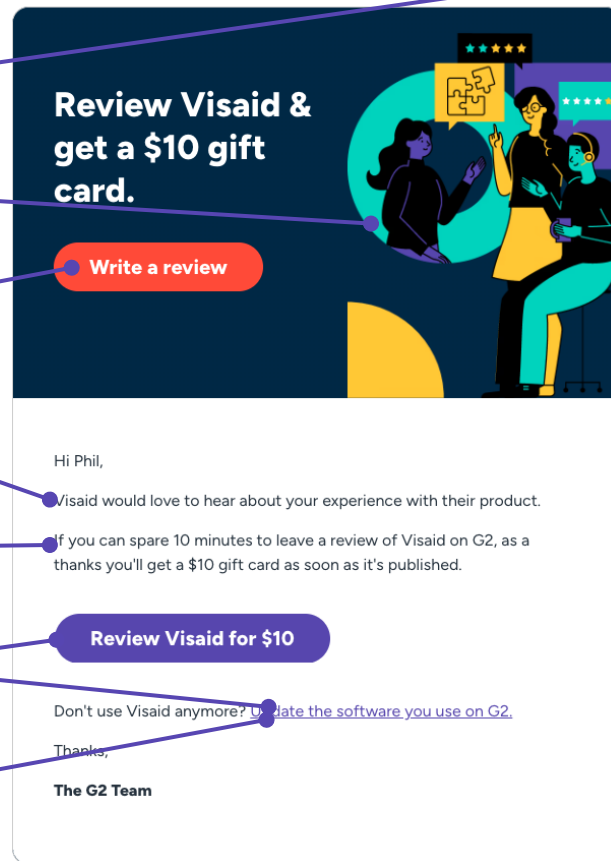 Review Visaid &
get a $10 gift
card.
Write a review
Hi Phil,
Visaid would love to hear about your experience with their product.
If you can spare 10 minutes to leave a review of Visaid on G2, as a
thanks you'll get a $10 gift card as soon as it's published.
Review Visaid for $10
Don't use Visaid anymore? Update the software you use on G2.
Thanks,
The G2 Team